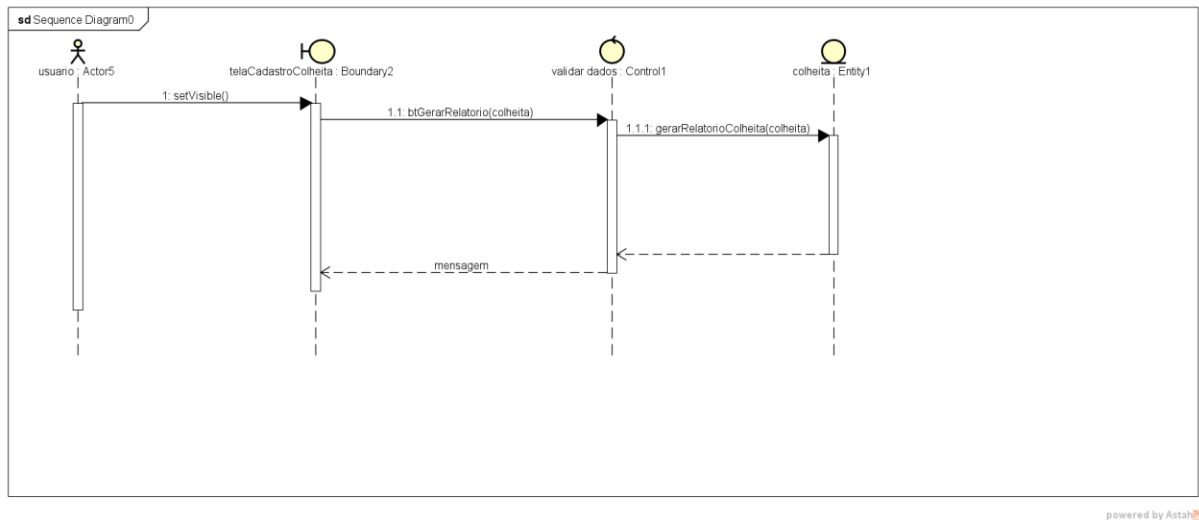 sd Sequence Diagram0
usuario : Actor5
telaCadastroColheita : Boundary2
validar dados : Control1
colheita : Entity1
1: setVisible()
1.1: btGerarRelatorio(colheita)
1.1.1: gerarRelatorioColheita(colheita)
mensagem
powered by Astah